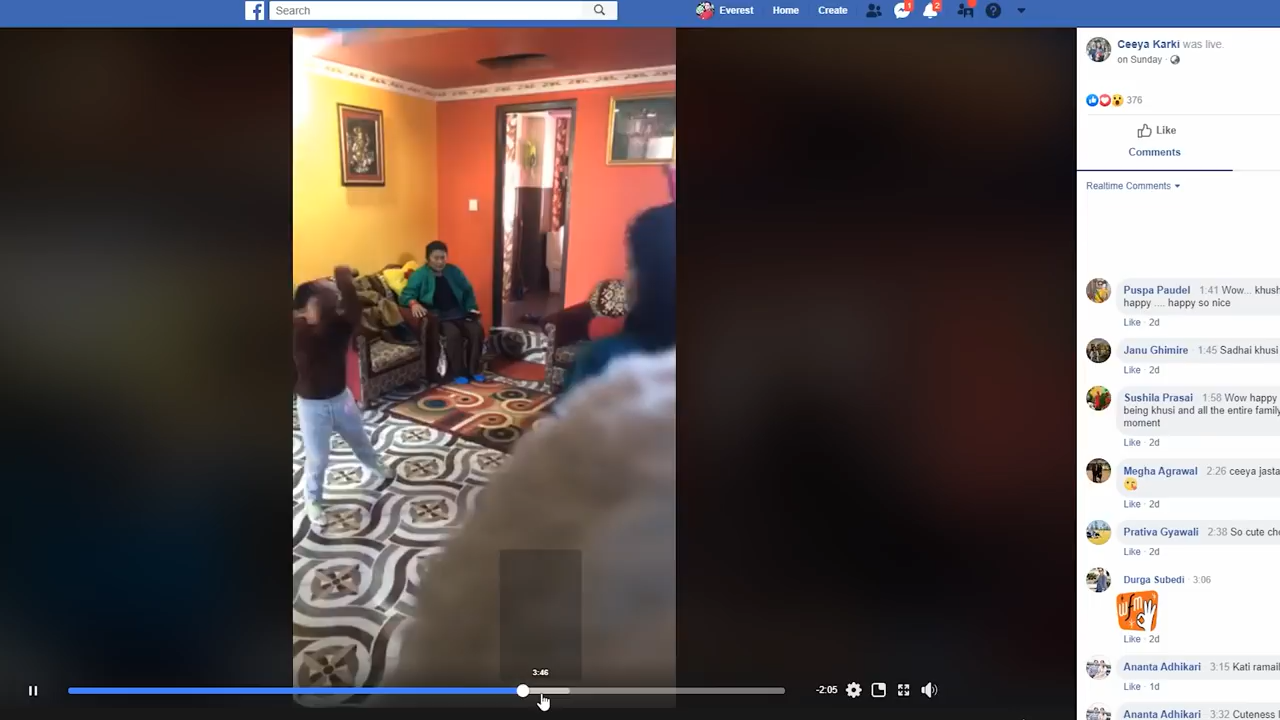 Search
Everest
Home
Create
1
2
Ceeya Karki was live.
on Sunday
376
Like
Comments
Realtime Comments
Puspa Paudel 1:41 Wow... khush
happy .... happy so nice
Like · 2d
Janu Ghimire · 1:45 Sadhai khusi
Like · 2d
Sushila Prasai 1:58 Wow happy
being khusi and all the entire family
moment
Like · 2d
Megha Agrawal 2:26 ceeya jasta
Like · 2d
Prativa Gyawali 2:38 So cute cho
Like · 2d
Durga Subedi · 3:06
Like · 2d
Ananta Adhikari 3:15 Kati ramail
Like · 1d
Ananta Adhikari 3:32 Cuteness l
3:46
-2:05